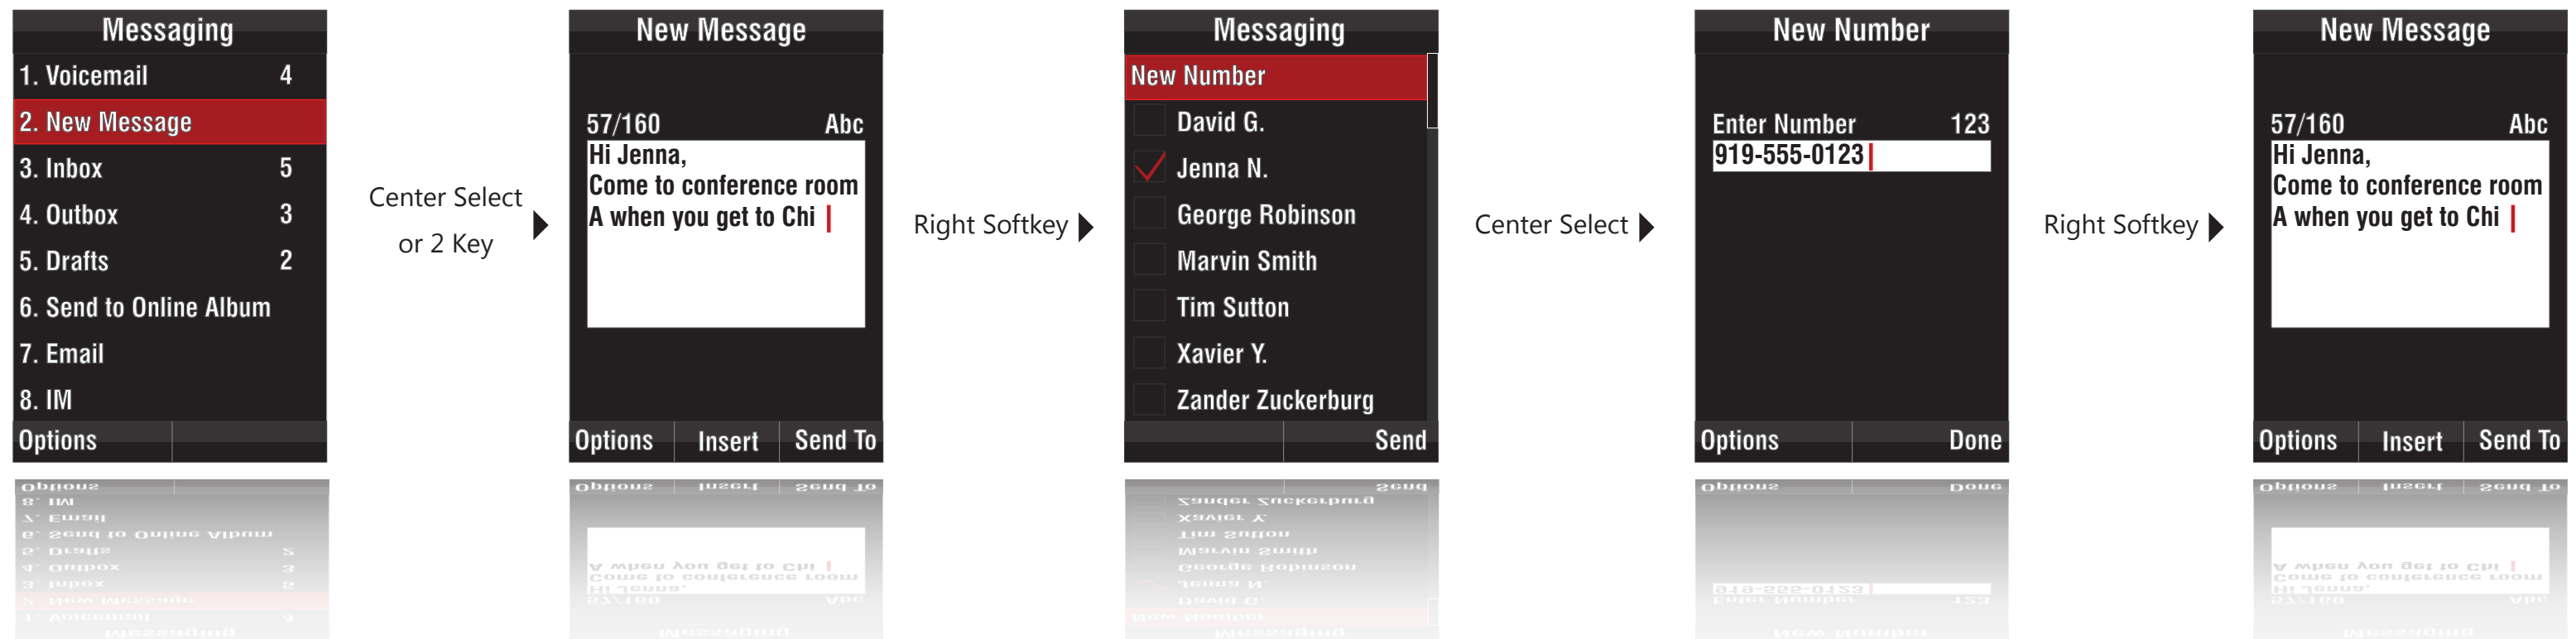 Messaging
1. Voicemail 4
2. New Message
3. Inbox 5
4. Outbox 3
5. Drafts 2
6. Send to Online Album
7. Email
8. IM
Options
Center Select
or 2 Key
New Message
57/160 Abc
Hi Jenna,
Come to conference room
A when you get to Chi
Options Insert Send To
Right Softkey
Messaging
New Number
David G.
Jenna N.
George Robinson
Marvin Smith
Tim Sutton
Xavier Y.
Zander Zuckerburg
Send
Center Select
New Number
Enter Number 123
919-555-0123
Options Done
Right Softkey
New Message
57/160 Abc
Hi Jenna,
Come to conference room
A when you get to Chi
Options Insert Send To